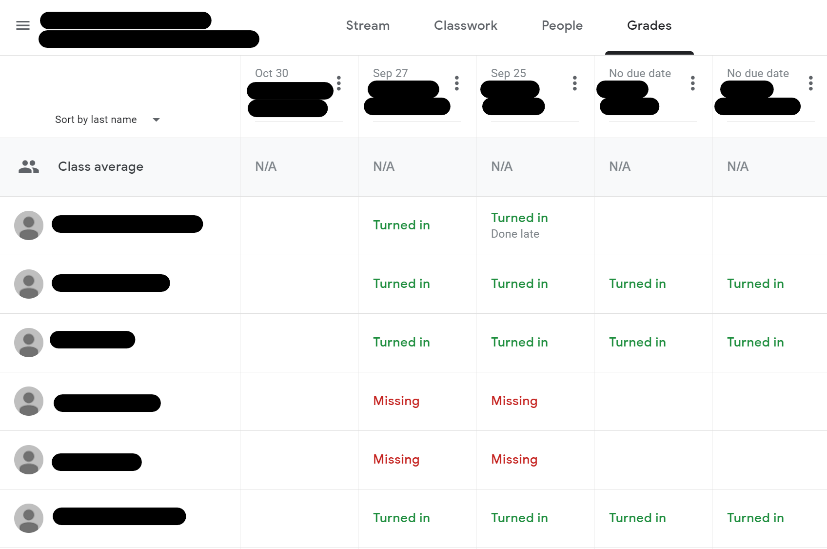 Stream Classwork People Grades
Oct 30 Sep 27 Sep 25 No due date No due date
Sort by last name
Class average N/A N/A N/A N/A N/A
Turned in Turned in
Done late
Turned in Turned in Turned in Turned in
Turned in Turned in Turned in Turned in
Missing Missing
Missing Missing
Turned in Turned in Turned in Turned in